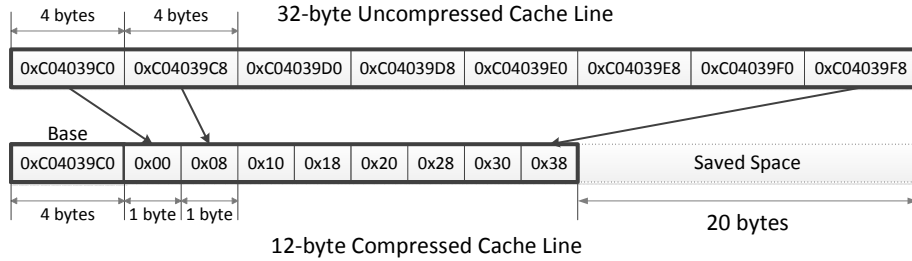 32-byte Uncompressed Cache Line
4 bytes 4 bytes
0xC04039C0 0xC04039C8 0xC04039D0 0xC04039D8 0xC04039E0 0xC04039E8 0xC04039F0 0xC04039F8
Base
0xC04039C0 0x00 0x08 0x10 0x18 0x20 0x28 0x30 0x38 Saved Space
4 bytes 1 byte 1 byte 20 bytes
12-byte Compressed Cache Line